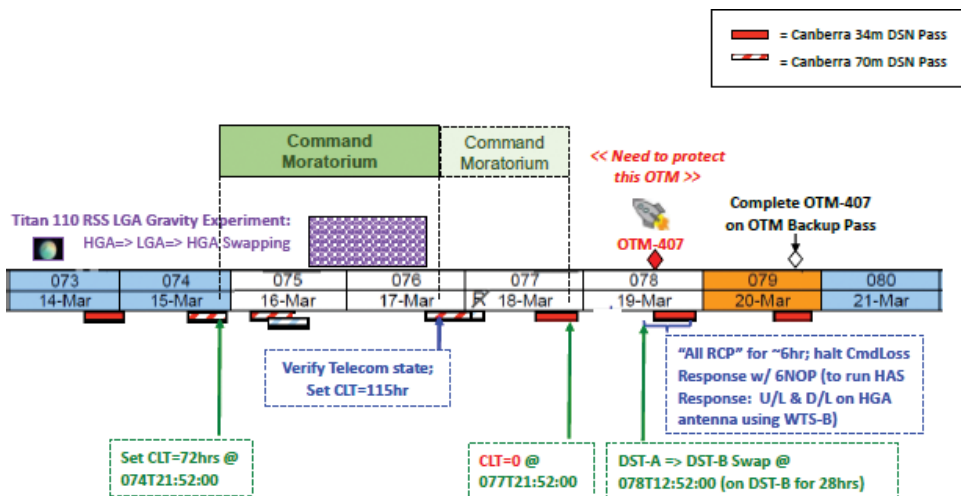 = Canberra 34m DSN Pass
= Canberra 70m DSN Pass
Command
Moratorium
Command
Moratorium
<< Need to protect
this OTM >>
Complete OTM-407
on OTM Backup Pass
Titan 110 RSS LGA Gravity Experiment:
HGA=> LGA=> HGA Swapping
OTM-407
073 074 075 076 077 078 079 080
14-Mar 15-Mar 16-Mar 17-Mar 18-Mar 19-Mar 20-Mar 21-Mar
Verify Telecom state;
Set CLT=115hr
"All RCP" for ~6hr; halt CmdLoss
Response w/ 6NOP (to run HAS
Response: U/L & D/L on HGA
antenna using WTS-B)
Set CLT=72hrs @
074T21:52:00
CLT=0 @
077T21:52:00
DST-A => DST-B Swap @
078T12:52:00 (on DST-B for 28hrs)